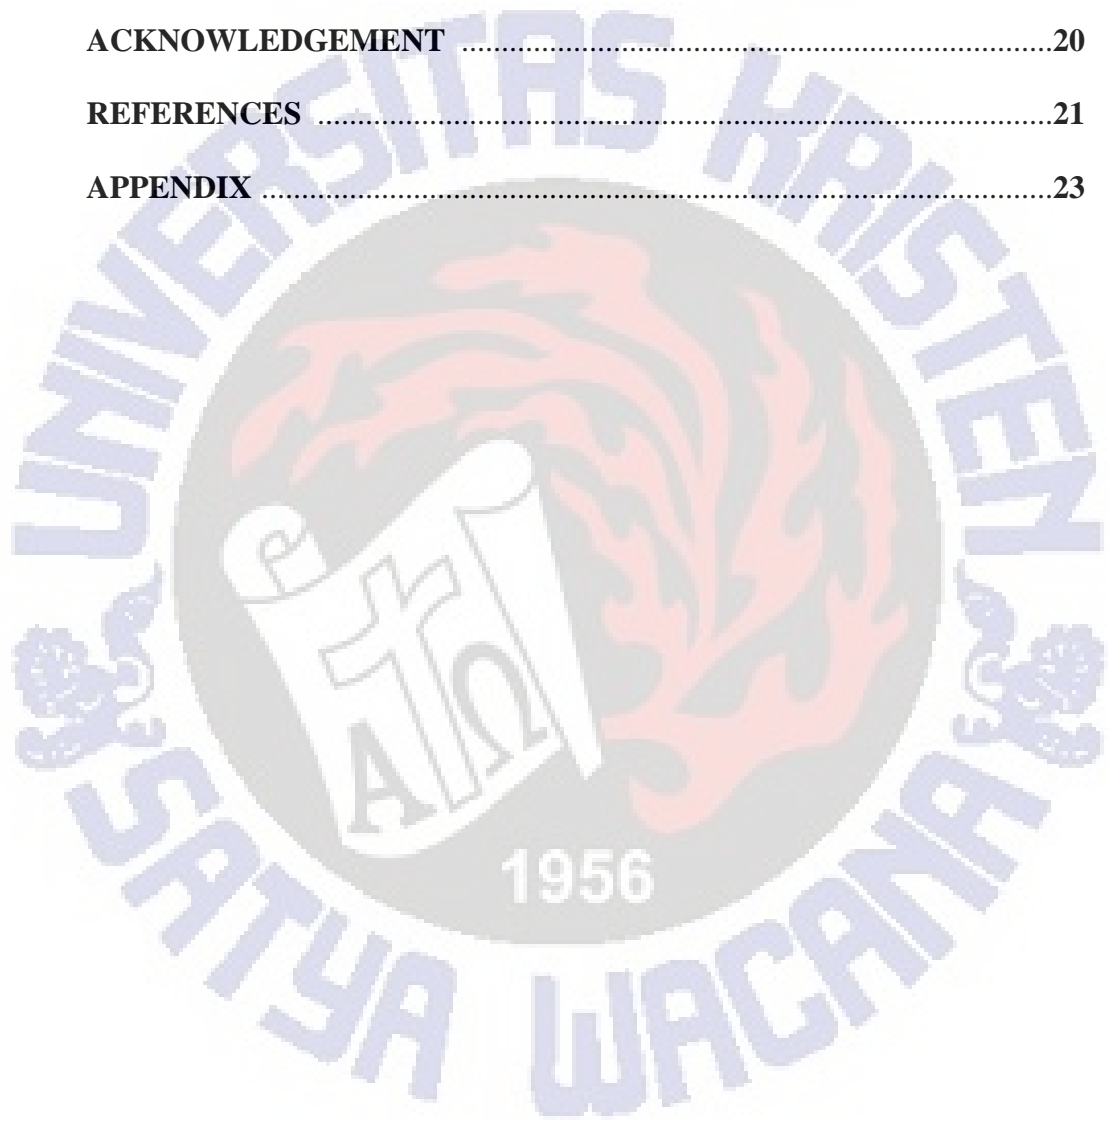 ACKNOWLEDGEMENT ........................................................................20
REFERENCES ..........................................................................................21
APPENDIX .................................................................................................23
UNIVERSITAS KRISTEN
SATYA WACANA
Α Ω
1956